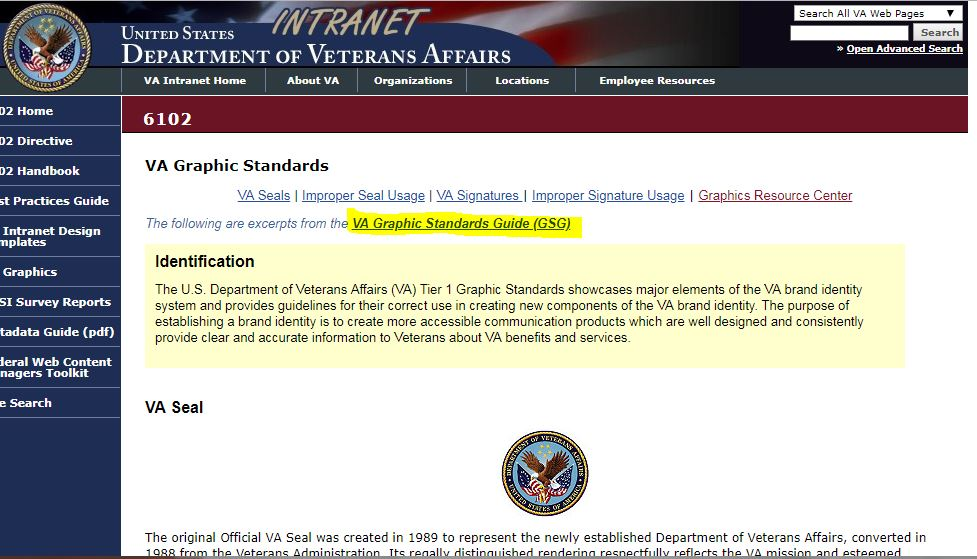 INTRANET
UNITED STATES
DEPARTMENT OF VETERANS AFFAIRS
Search All VA Web Pages ▼
Search
» Open Advanced Search
VA Intranet Home
About VA
Organizations
Locations
Employee Resources
02 Home
02 Directive
02 Handbook
st Practices Guide
Intranet Design
mplates
Graphics
SI Survey Reports
tadata Guide (pdf)
deral Web Content
nagers Toolkit
e Search
6102
VA Graphic Standards
VA Seals | Improper Seal Usage | VA Signatures | Improper Signature Usage | Graphics Resource Center
The following are excerpts from the VA Graphic Standards Guide (GSG)
Identification
The U.S. Department of Veterans Affairs (VA) Tier 1 Graphic Standards showcases major elements of the VA brand identity
system and provides guidelines for their correct use in creating new components of the VA brand identity. The purpose of
establishing a brand identity is to create more accessible communication products which are well designed and consistently
provide clear and accurate information to Veterans about VA benefits and services.
VA Seal
DEPARTMENT OF VETERANS AFFAIRS
UNITED STATES OF AMERICA
The original Official VA Seal was created in 1989 to represent the newly established Department of Veterans Affairs, converted in
1988 from the Veterans Administration. Its regally distinguished rendering respectfully reflects the VA mission and esteemed